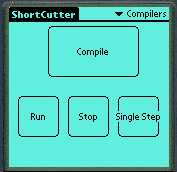 ShortCutter
Compilers
Compile
Run
Stop
Single Step